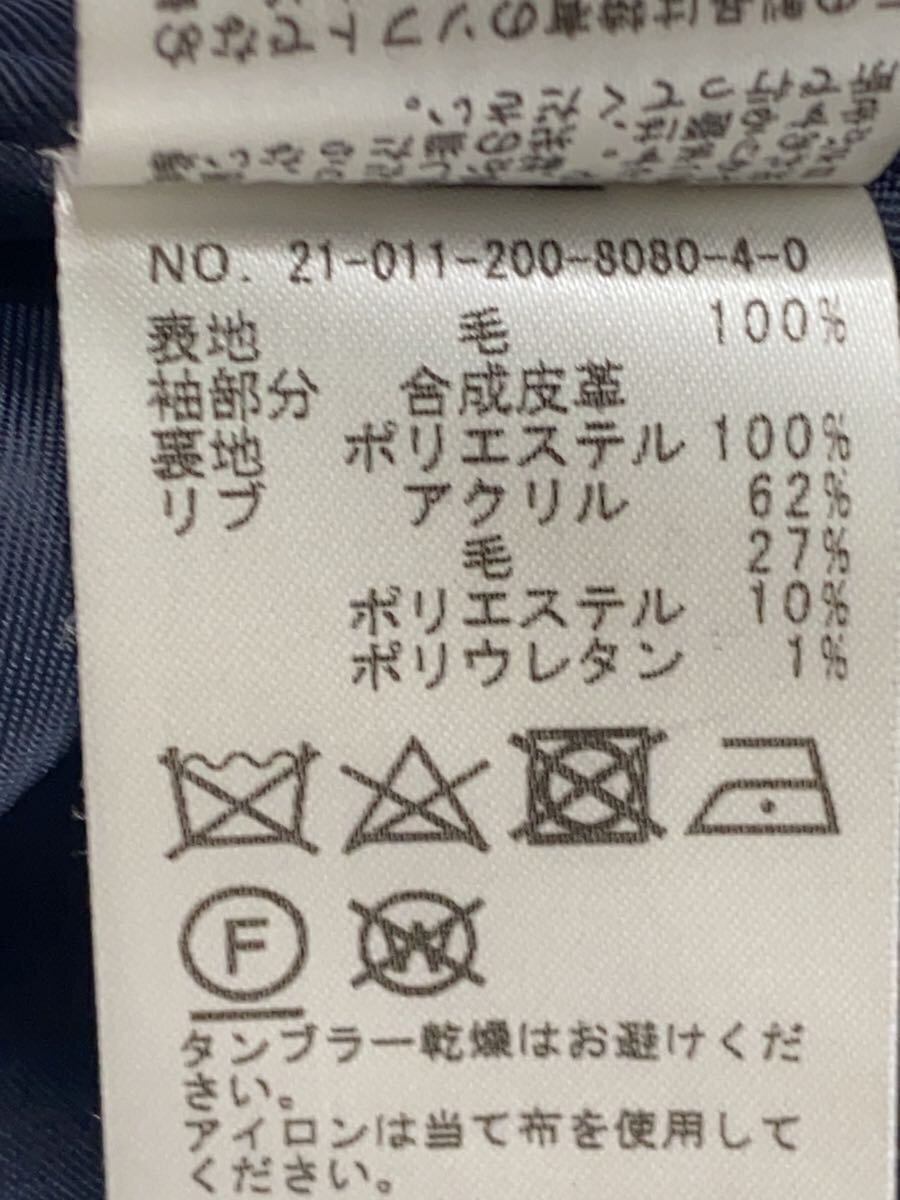 NO. 21-011-200-8080-4-0
表地 毛 100%
袖部分 合成皮革
裏地 ポリエステル 100%
リブ アクリル 62%
毛 27%
ポリエステル 10%
ポリウレタン 1%
F W
タンブラー乾燥はお避けくだ
さい。
アイロンは当て布を使用して
ください。